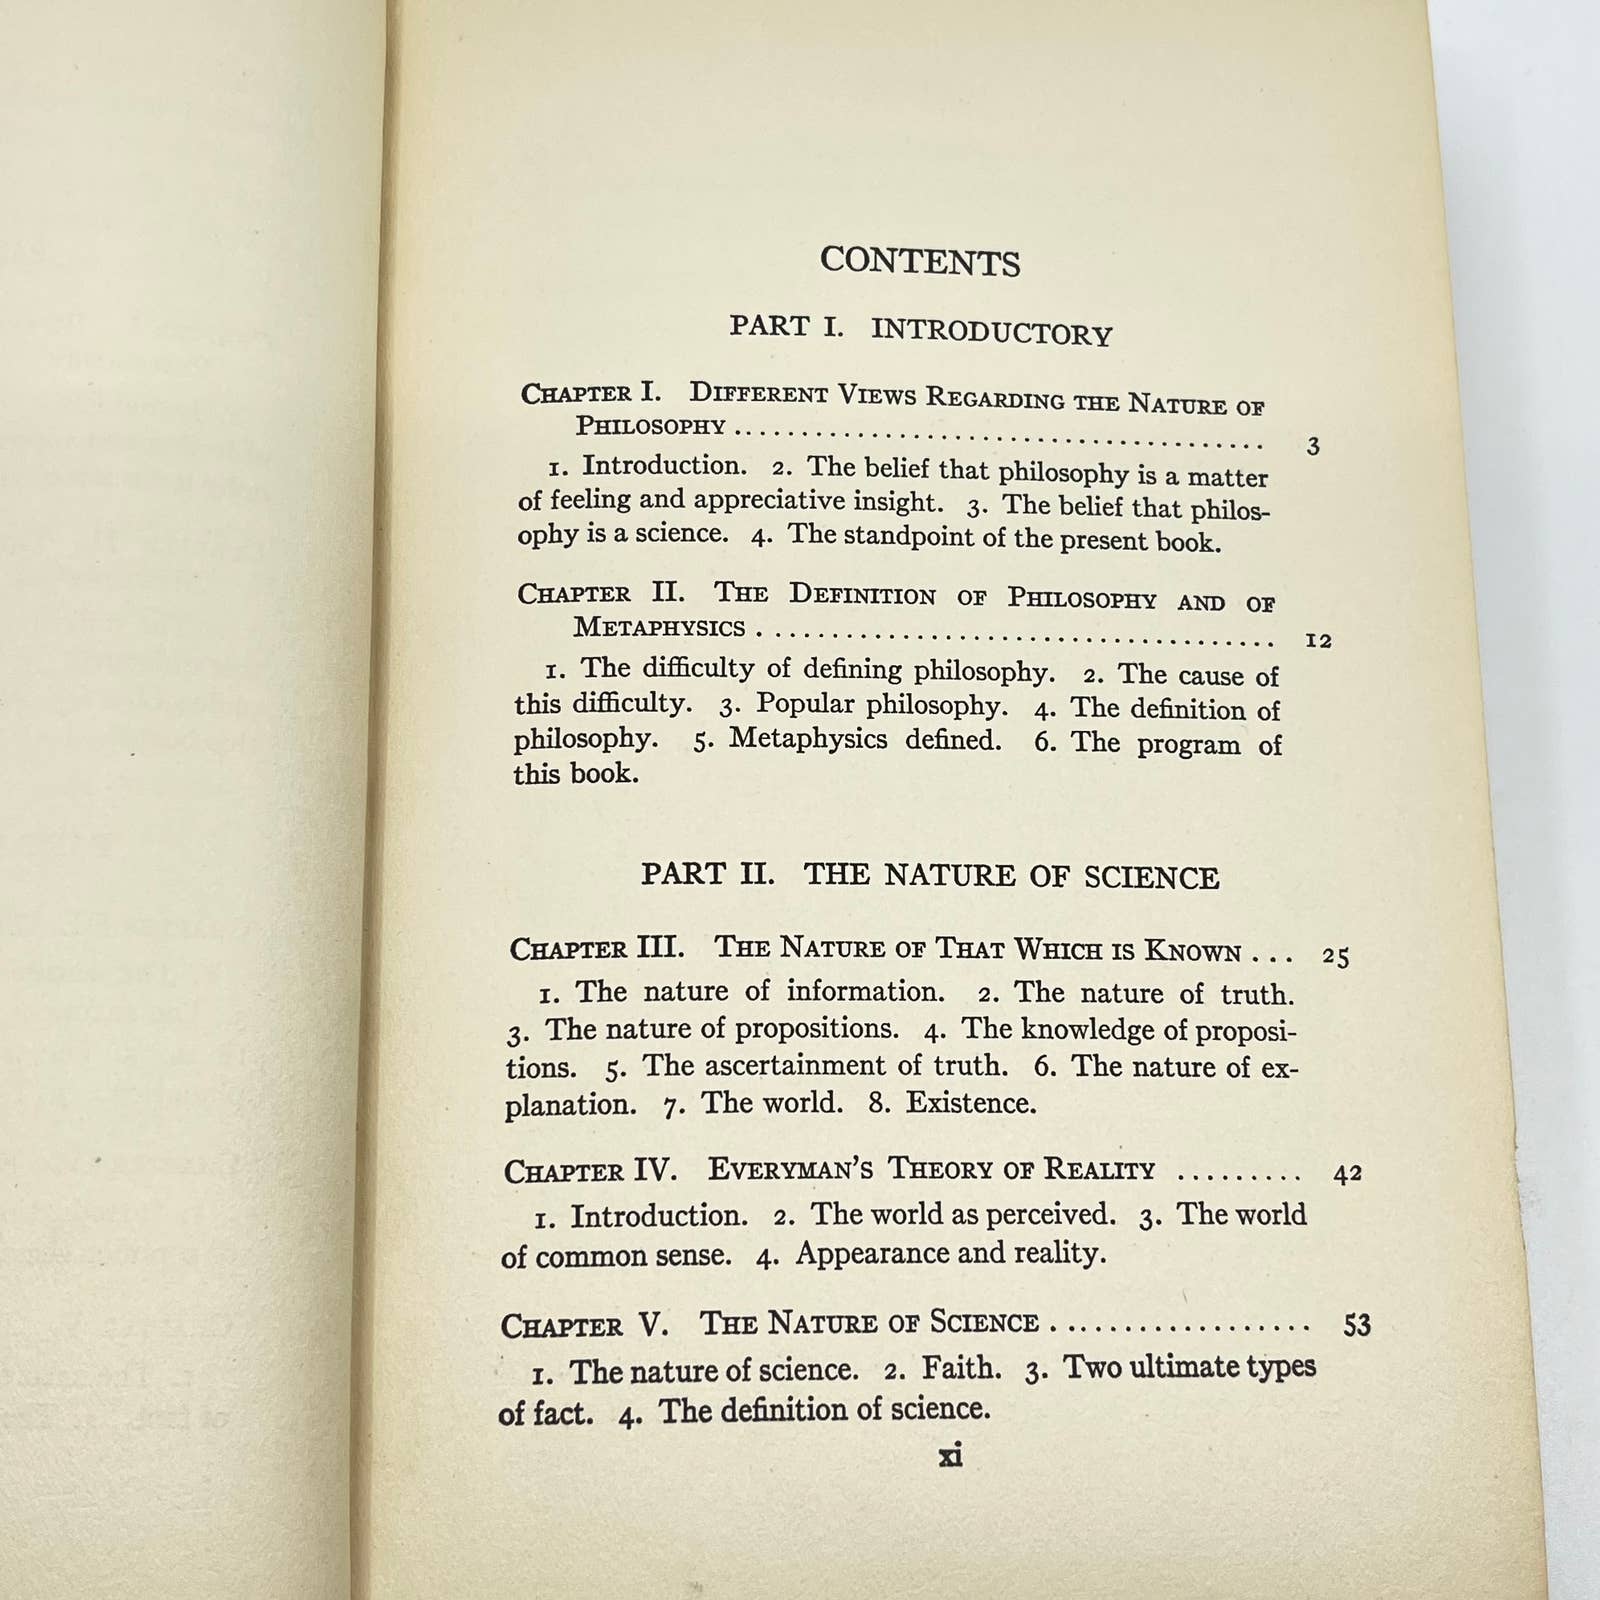 CONTENTS
PART I. INTRODUCTORY
CHAPTER I. DIFFERENT VIEWS REGARDING THE NATURE OF
PHILOSOPHY ........................................ 3
1. Introduction. 2. The belief that philosophy is a matter
of feeling and appreciative insight. 3. The belief that philos-
ophy is a science. 4. The standpoint of the present book.
CHAPTER II. THE DEFINITION OF PHILOSOPHY AND OF
METAPHYSICS ....................................... 12
1. The difficulty of defining philosophy. 2. The cause of
this difficulty. 3. Popular philosophy. 4. The definition of
philosophy. 5. Metaphysics defined. 6. The program of
this book.
PART II. THE NATURE OF SCIENCE
CHAPTER III. THE NATURE OF THAT WHICH IS KNOWN ... 25
1. The nature of information. 2. The nature of truth.
3. The nature of propositions. 4. The knowledge of proposi-
tions. 5. The ascertainment of truth. 6. The nature of ex-
planation. 7. The world. 8. Existence.
CHAPTER IV. EVERYMAN'S THEORY OF REALITY ......... 42
1. Introduction. 2. The world as perceived. 3. The world
of common sense. 4. Appearance and reality.
CHAPTER V. THE NATURE OF SCIENCE .................. 53
1. The nature of science. 2. Faith. 3. Two ultimate types
of fact. 4. The definition of science.
xi